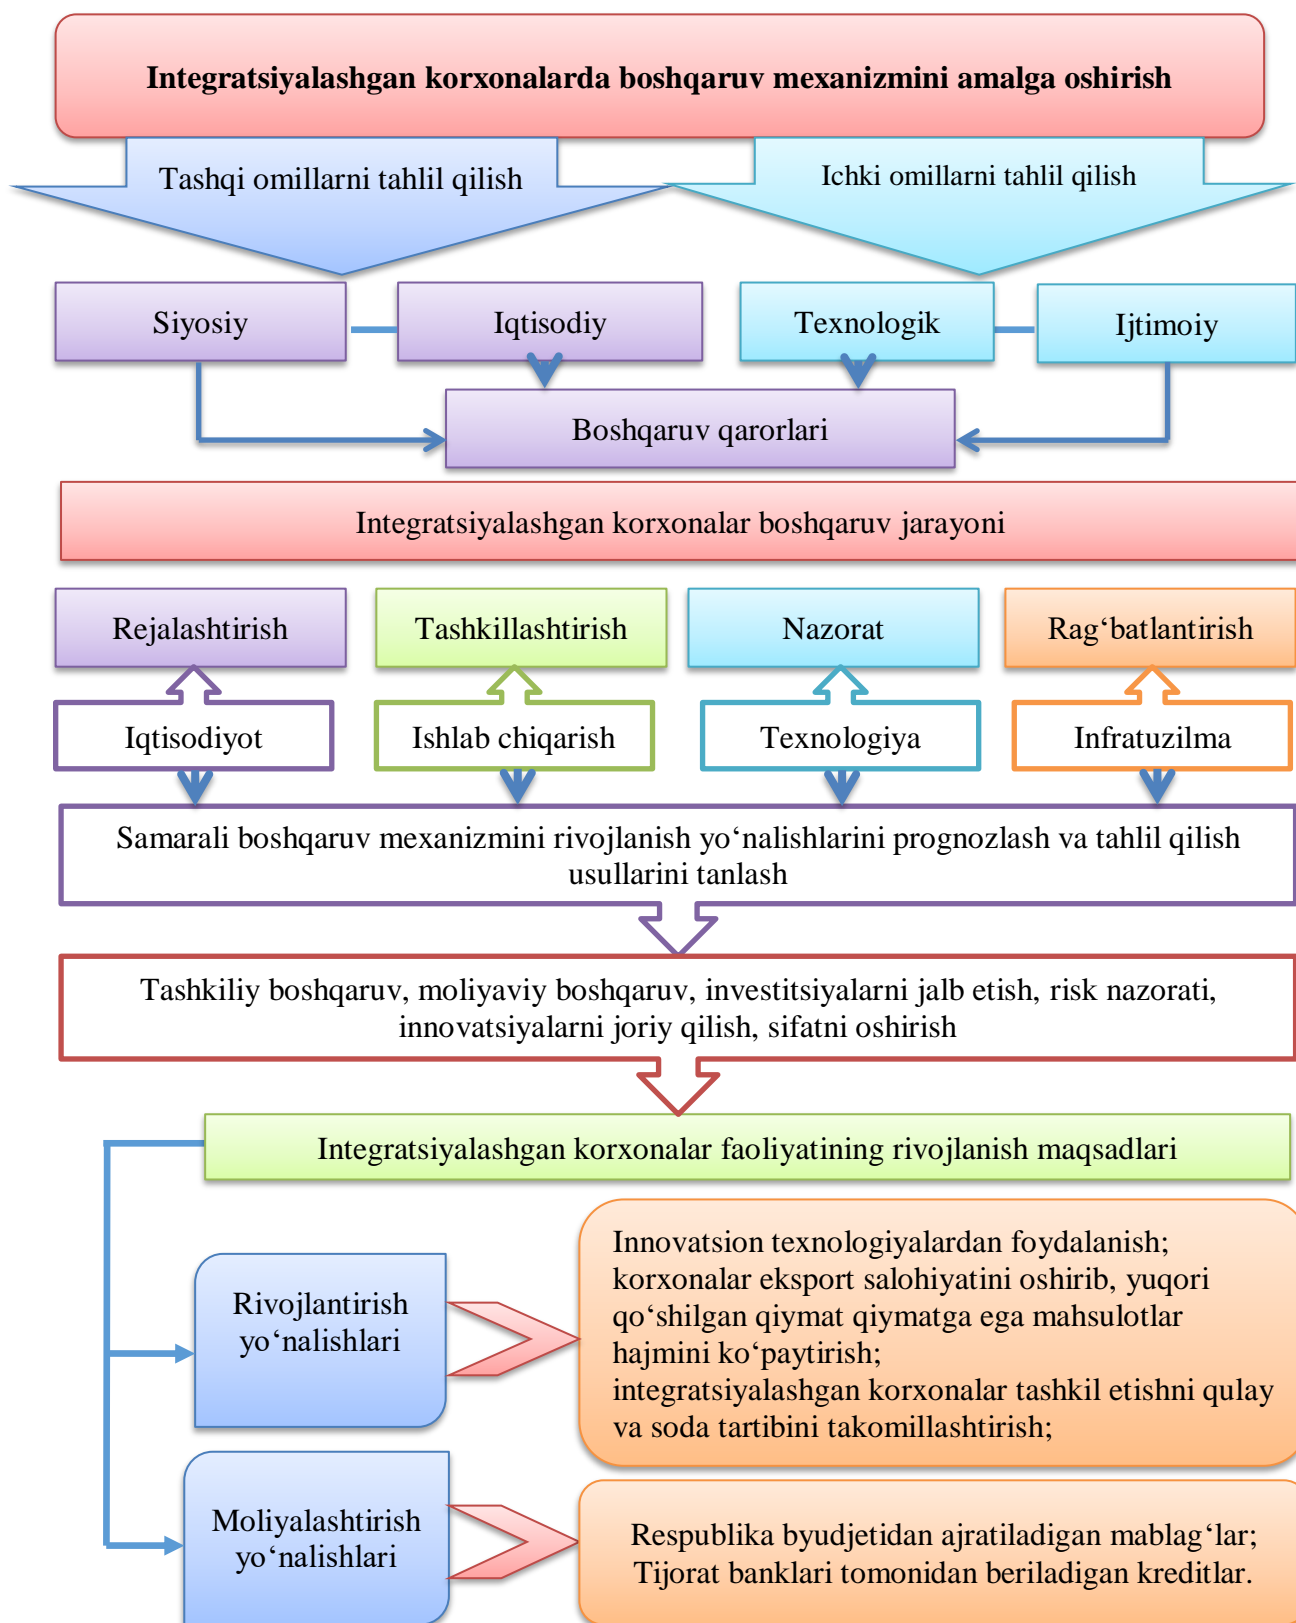 Integratsiyalashgan korxonalarda boshqaruv mexanizmini amalga oshirish
Tashqi omillarni tahlil qilish
Ichki omillarni tahlil qilish
Siyosiy
Iqtisodiy
Texnologik
Ijtimoiy
Boshqaruv qarorlari
Integratsiyalashgan korxonalar boshqaruv jarayoni
Rejalashtirish
Tashkillashtirish
Nazorat
Rag‘batlantirish
Iqtisodiyot
Ishlab chiqarish
Texnologiya
Infratuzilma
Samarali boshqaruv mexanizmini rivojlanish yo‘nalishlarini prognozlash va tahlil qilish
usullarini tanlash
Tashkiliy boshqaruv, moliyaviy boshqaruv, investitsiyalarni jalb etish, risk nazorati,
innovatsiyalarni joriy qilish, sifatni oshirish
Integratsiyalashgan korxonalar faoliyatining rivojlanish maqsadlari
Rivojlantirish
yo‘nalishlari
Innovatsion texnologiyalardan foydalanish;
korxonalar eksport salohiyatini oshirib, yuqori
qo‘shilgan qiymat qiymatga ega mahsulotlar
hajmini ko‘paytirish;
integratsiyalashgan korxonalar tashkil etishni qulay
va soda tartibini takomillashtirish;
Moliyalashtirish
yo‘nalishlari
Respublika byudjetidan ajratiladigan mablag‘lar;
Tijorat banklari tomonidan beriladigan kreditlar.